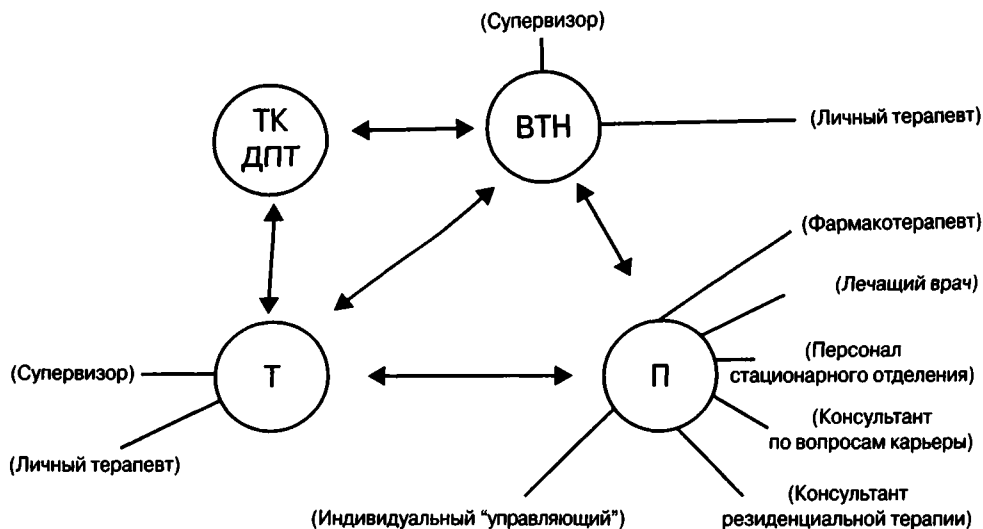 (Супервизор)
ТК
ДПТ
ВТН
(Личный терапевт)
(Фармакотерапевт)
(Лечащий врач)
(Супервизор)
Т
П
(Персонал
стационарного отделения)
(Консультант
по вопросам карьеры)
(Личный терапевт)
(Консультант
резиденциальной терапии)
(Индивидуальный "управляющий")